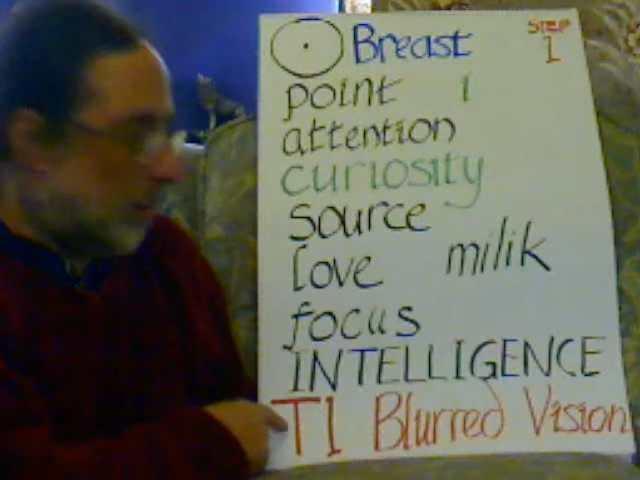 Breast STEP 1
point 1
attention
curiosity
source
love milik
focus
INTELLIGENCE
TI Blurred Vision